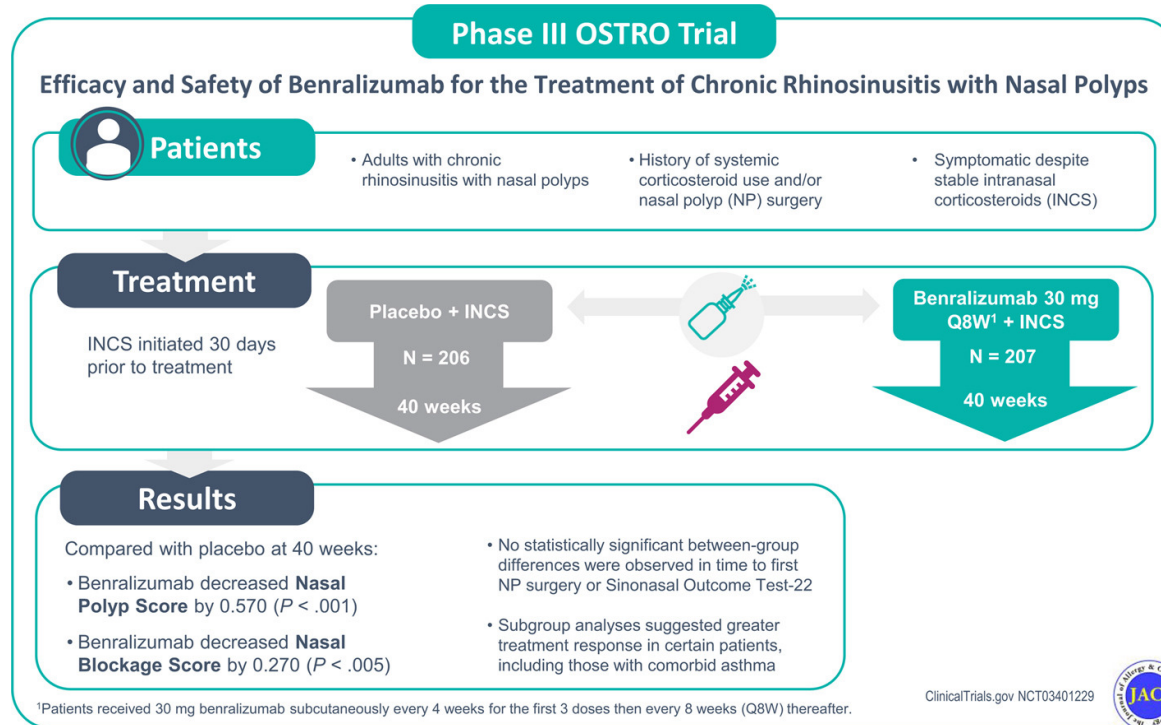 Phase III OSTRO Trial
Efficacy and Safety of Benralizumab for the Treatment of Chronic Rhinosinusitis with Nasal Polyps
Patients
• Adults with chronic
rhinosinusitis with nasal polyps
• History of systemic
corticosteroid use and/or
nasal polyp (NP) surgery
• Symptomatic despite
stable intranasal
corticosteroids (INCS)
Treatment
INCS initiated 30 days
prior to treatment
Placebo + INCS
N = 206
40 weeks
Benralizumab 30 mg
Q8W¹ + INCS
N = 207
40 weeks
Results
Compared with placebo at 40 weeks:
• Benralizumab decreased Nasal
Polyp Score by 0.570 (P < .001)
• Benralizumab decreased Nasal
Blockage Score by 0.270 (P < .005)
• No statistically significant between-group
differences were observed in time to first
NP surgery or Sinonasal Outcome Test-22
• Subgroup analyses suggested greater
treatment response in certain patients,
including those with comorbid asthma
¹Patients received 30 mg benralizumab subcutaneously every 4 weeks for the first 3 doses then every 8 weeks (Q8W) thereafter.
ClinicalTrials.gov NCT03401229
JAC